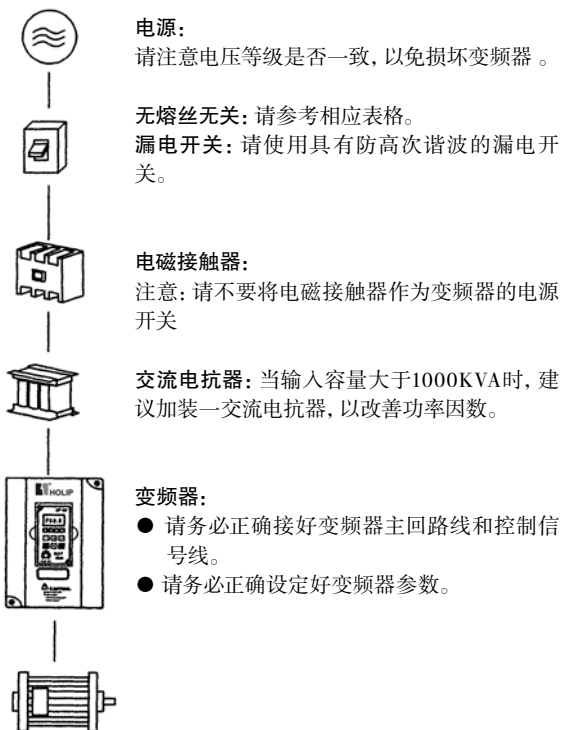 电源：
请注意电压等级是否一致，以免损坏变频器 。
无熔丝无关：请参考相应表格。
漏电开关：请使用具有防高次谐波的漏电开
关。
电磁接触器：
注意：请不要将电磁接触器作为变频器的电源
开关
交流电抗器：当输入容量大于1000KVA时，建
议加装一交流电抗器，以改善功率因数。
HOLIP
变频器：
● 请务必正确接好变频器主回路线和控制信
号线。
● 请务必正确设定好变频器参数。